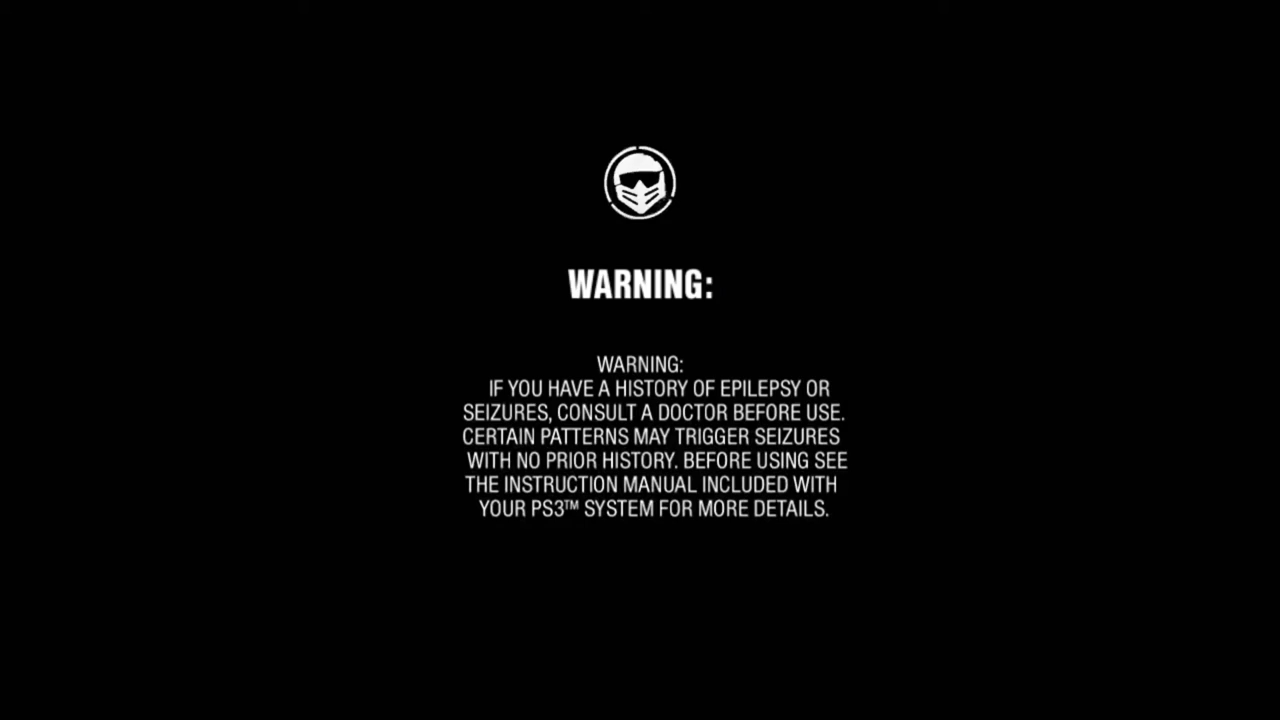 WARNING:
WARNING:
IF YOU HAVE A HISTORY OF EPILEPSY OR
SEIZURES, CONSULT A DOCTOR BEFORE USE.
CERTAIN PATTERNS MAY TRIGGER SEIZURES
WITH NO PRIOR HISTORY. BEFORE USING SEE
THE INSTRUCTION MANUAL INCLUDED WITH
YOUR PS3™ SYSTEM FOR MORE DETAILS.